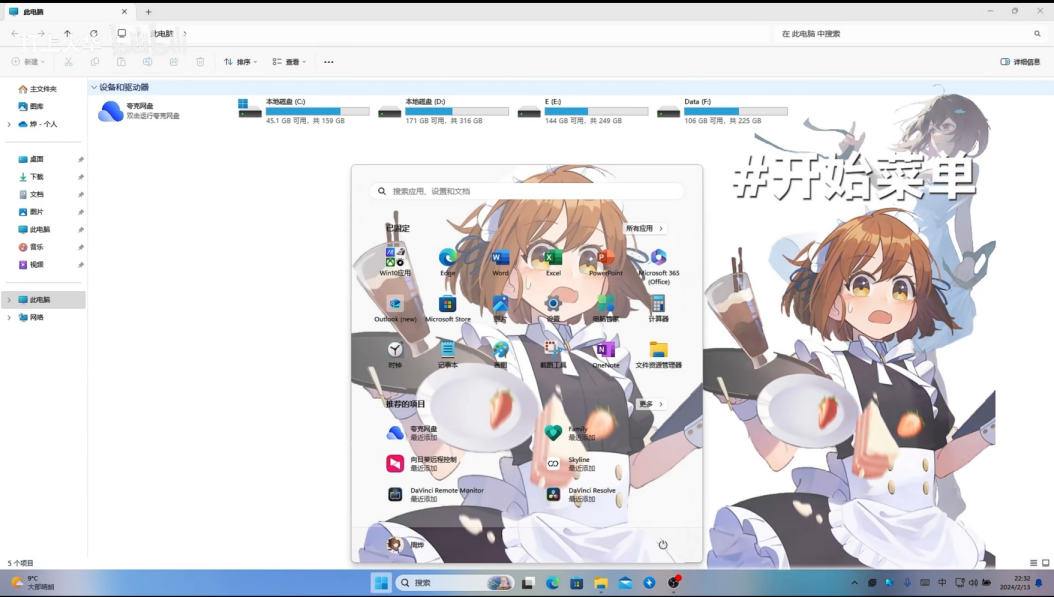 此电脑
此电脑
在 此电脑 中搜索
新建
排序
查看
详细信息
主文件夹
图库
烨 - 个人
桌面
下载
文档
图片
此电脑
音乐
视频
此电脑
网络
设备和驱动器
夸克网盘
双击运行夸克网盘
本地磁盘 (C:)
45.1 GB 可用，共 159 GB
本地磁盘 (D:)
171 GB 可用，共 316 GB
E (E:)
144 GB 可用，共 249 GB
Data (F:)
106 GB 可用，共 225 GB
#开始菜单
搜索应用、设置和文档
已固定
所有应用
Win10应用
Edge
Word
Excel
PowerPoint
Microsoft 365
(Office)
Outlook (new)
Microsoft Store
照片
设置
电脑管家
计算器
时钟
记事本
画图
截图工具
OneNote
文件资源管理器
推荐的项目
更多
夸克网盘
最近添加
Family
最近添加
向日葵远程控制
最近添加
Skyline
最近添加
DaVinci Remote Monitor
最近添加
DaVinci Resolve
最近添加
周烨
5 个项目
9°C
大部晴朗
搜索
中
22:32
2024/2/13